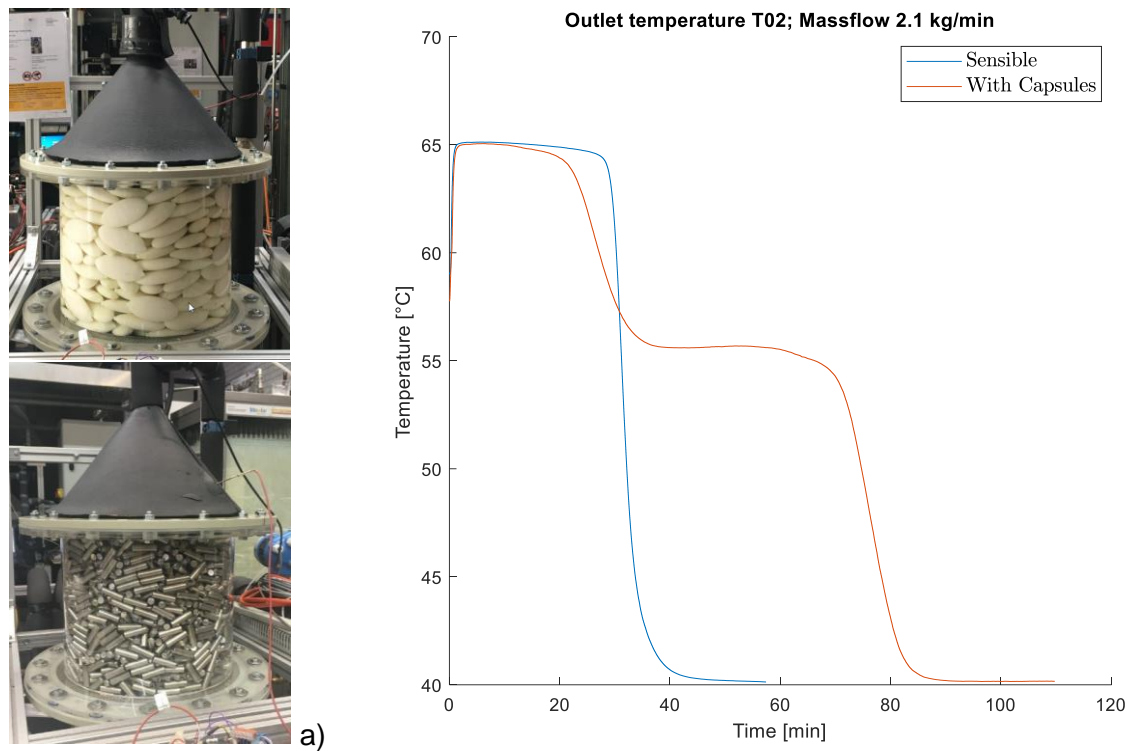 Outlet temperature T02; Massflow 2.1 kg/min
Sensible
With Capsules
Temperature [°C]
70
65
60
55
50
45
40
0
20
40
60
80
100
120
Time [min]
a)